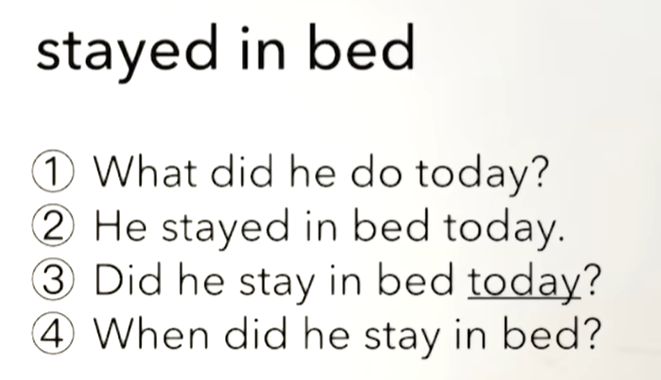 stayed in bed
① What did he do today?
② He stayed in bed today.
③ Did he stay in bed today?
④ When did he stay in bed?